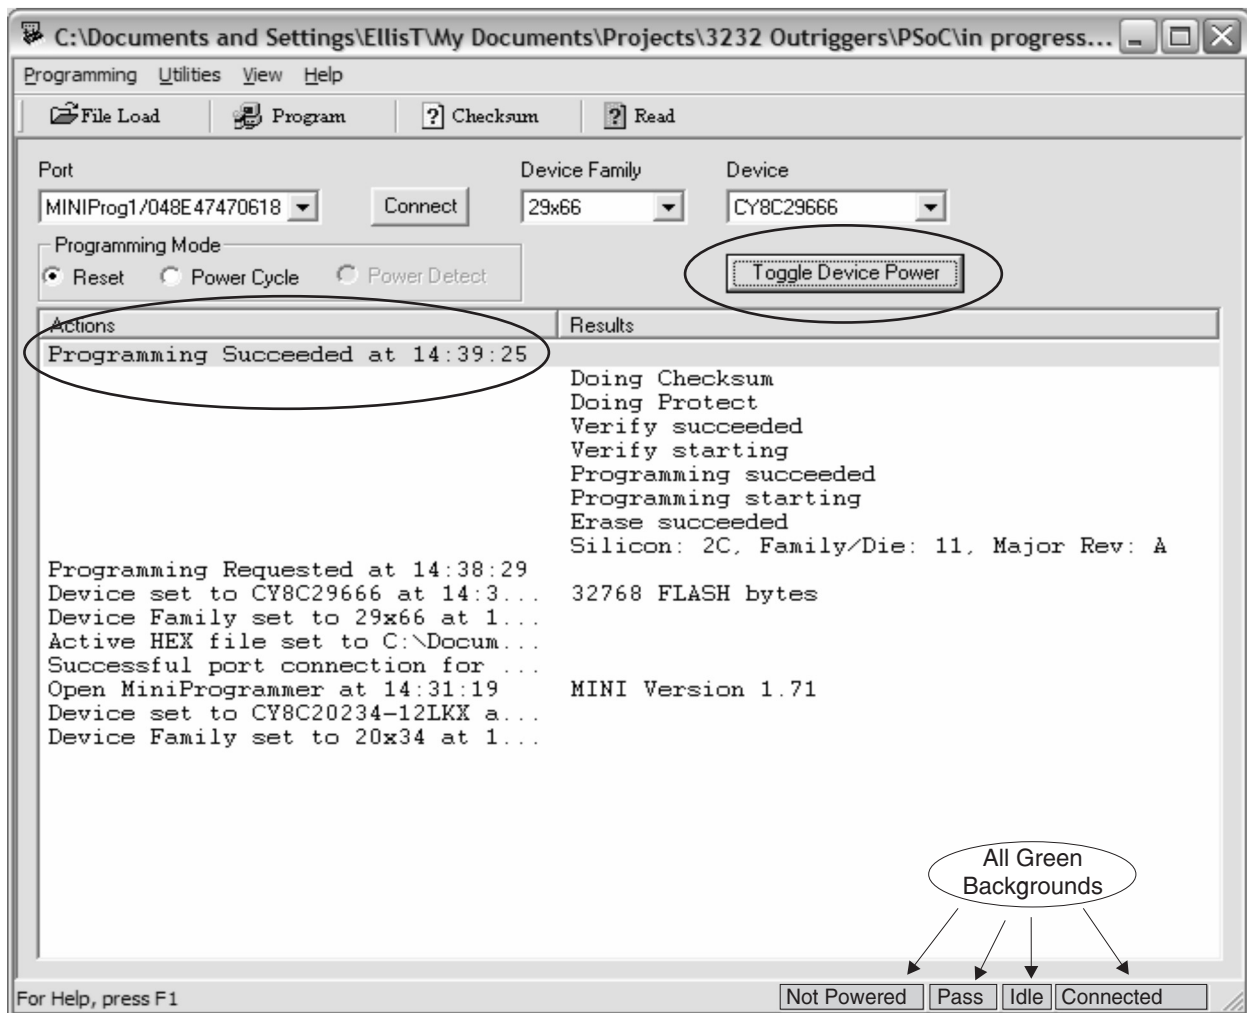 C:\Documents and Settings\EllisT\My Documents\Projects\3232 Outriggers\PSoC\in progress...
Programming Utilities View Help
File Load Program Checksum Read
Port Device Family Device
MINIProg1/048E47470618 Connect 29x66 CY8C29666
Programming Mode
Reset Power Cycle Power Detect Toggle Device Power
Actions Results
Programming Succeeded at 14:39:25
Doing Checksum
Doing Protect
Verify succeeded
Verify starting
Programming succeeded
Programming starting
Erase succeeded
Silicon: 2C, Family/Die: 11, Major Rev: A
Programming Requested at 14:38:29
Device set to CY8C29666 at 14:3... 32768 FLASH bytes
Device Family set to 29x66 at 1...
Active HEX file set to C:\Docum...
Successful port connection for ...
Open MiniProgrammer at 14:31:19 MINI Version 1.71
Device set to CY8C20234-12LKX a...
Device Family set to 20x34 at 1...
All Green
Backgrounds
For Help, press F1 Not Powered Pass Idle Connected